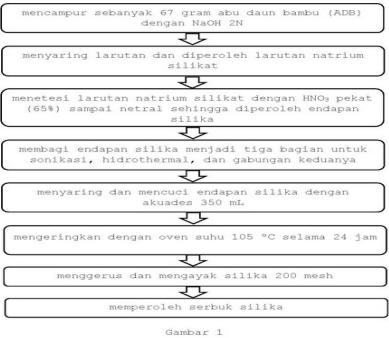 mencampur sebanyak 67 gram abu daun bambu (ADB)
dengan NaOH 2N
menyaring larutan dan diperoleh larutan natrium
silikat
menetesi larutan natrium silikat dengan HNO₃ pekat
(65%) sampai netral sehingga diperoleh endapan
silika
membagi endapan silika menjadi tiga bagian untuk
sonikasi, hidrothermal, dan gabungan keduanya
menyaring dan mencuci endapan silika dengan
akuades 350 mL
mengeringkan dengan oven suhu 105 °C selama 24 jam
menggerus dan mengayak silika 200 mesh
memperoleh serbuk silika
Gambar 1